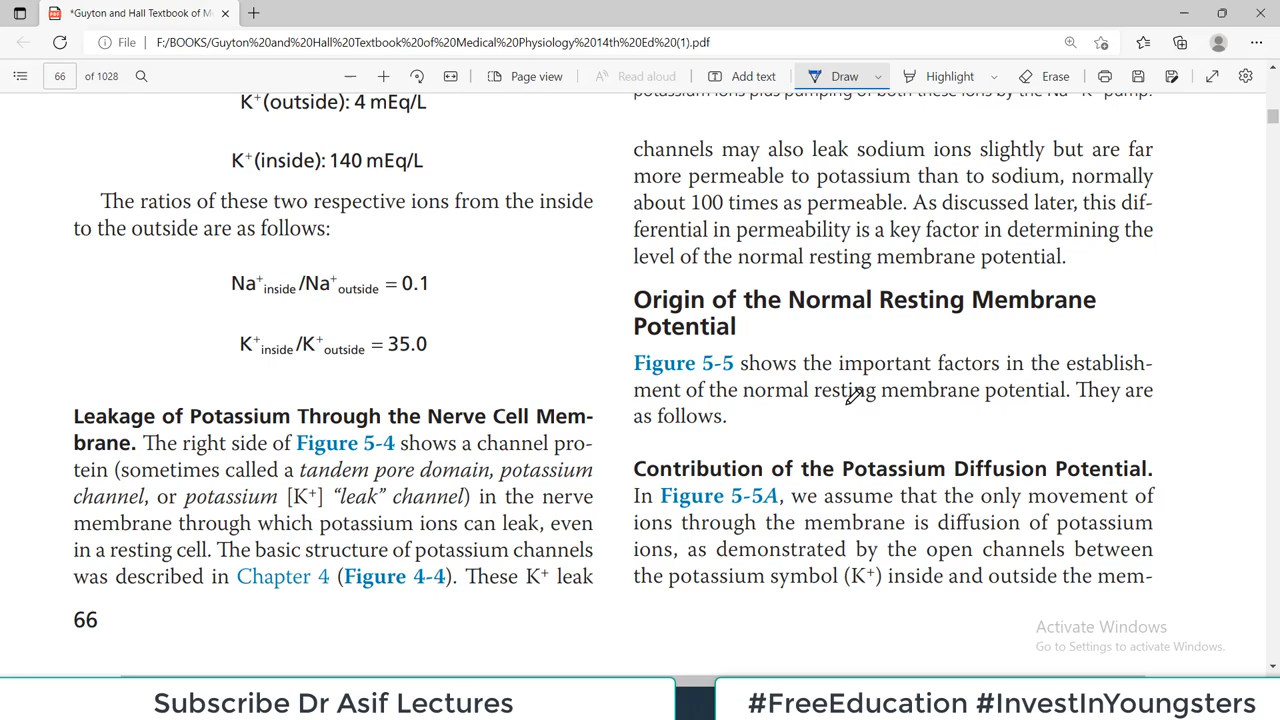 *Guyton and Hall Textbook of M
File
F:/BOOKS/Guyton%20and%20Hall%20Textbook%20of%20Medical%20Physiology%2014th%20Ed%20(1).pdf
66 of 1028
Page view
Read aloud
Add text
Draw
Highlight
Erase
K+(outside): 4 mEq/L
K+(inside): 140 mEq/L
The ratios of these two respective ions from the inside
to the outside are as follows:
Na+inside/Na+outside = 0.1
K+inside/K+outside = 35.0
Leakage of Potassium Through the Nerve Cell Mem-
brane. The right side of Figure 5-4 shows a channel pro-
tein (sometimes called a tandem pore domain, potassium
channel, or potassium [K+] “leak” channel) in the nerve
membrane through which potassium ions can leak, even
in a resting cell. The basic structure of potassium channels
was described in Chapter 4 (Figure 4-4). These K+ leak
66
potassium ions plus pumping of both these ions by the Na+-K+ pump.
channels may also leak sodium ions slightly but are far
more permeable to potassium than to sodium, normally
about 100 times as permeable. As discussed later, this dif-
ferential in permeability is a key factor in determining the
level of the normal resting membrane potential.
Origin of the Normal Resting Membrane
Potential
Figure 5-5 shows the important factors in the establish-
ment of the normal resting membrane potential. They are
as follows.
Contribution of the Potassium Diffusion Potential.
In Figure 5-5A, we assume that the only movement of
ions through the membrane is diffusion of potassium
ions, as demonstrated by the open channels between
the potassium symbol (K+) inside and outside the mem-
Activate Windows
Go to Settings to activate Windows.
Subscribe Dr Asif Lectures
#FreeEducation #InvestInYoungsters